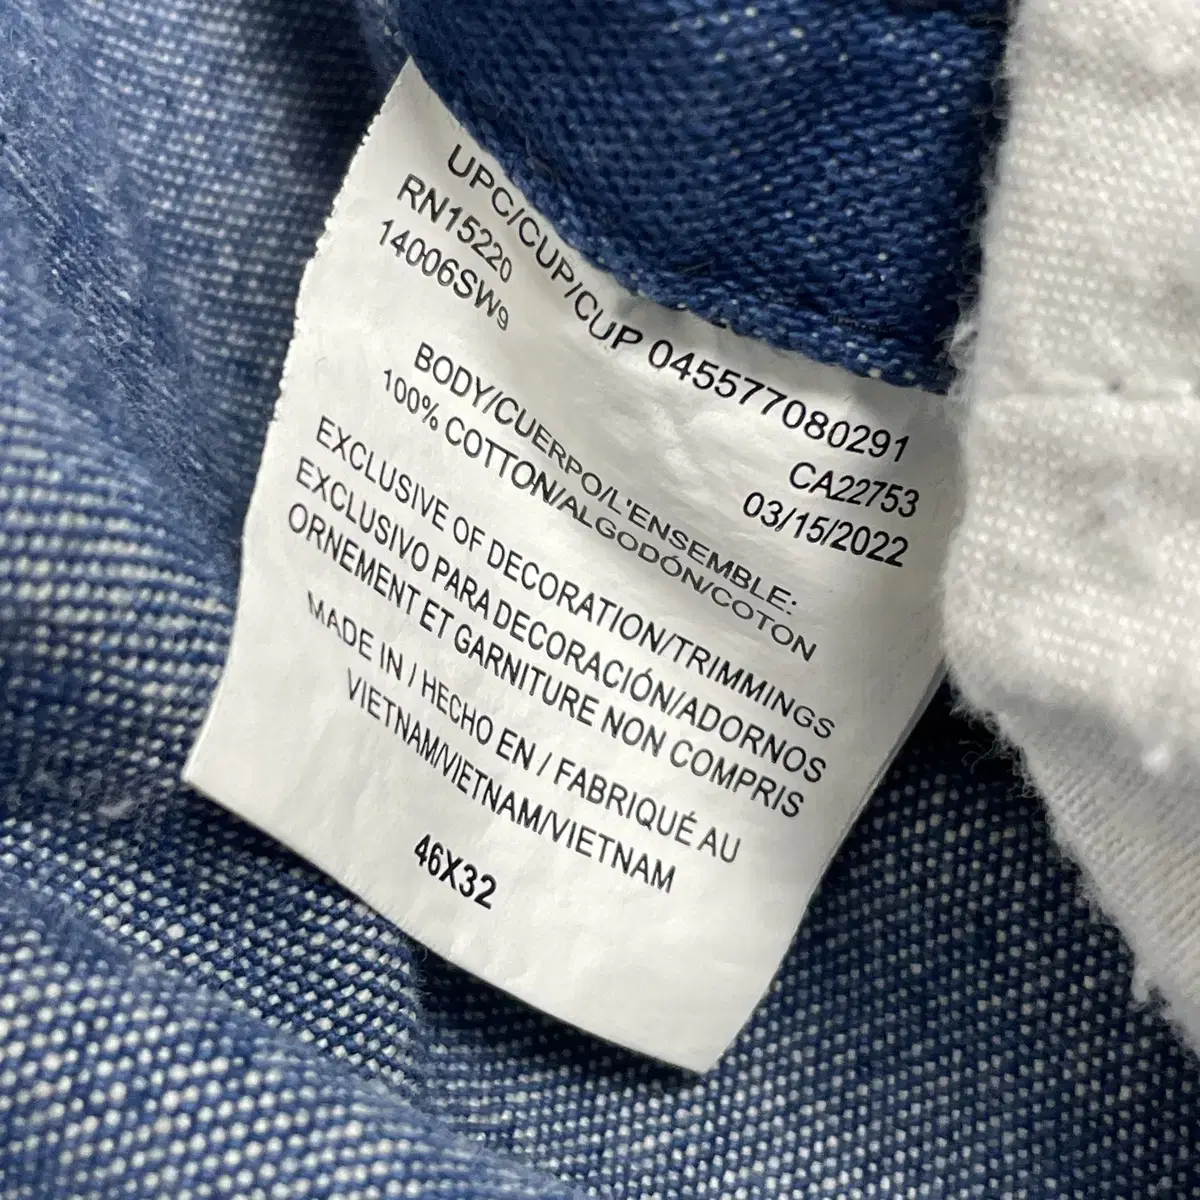 UPC/CUP/CUP 045577080291
RN15220 CA22753
14006SW9 03/15/2022
BODY/CUERPO/L'ENSEMBLE:
100% COTTON/ALGODÓN/COTON
EXCLUSIVE OF DECORATION/TRIMMINGS
EXCLUSIVO PARA DECORACIÓN/ADORNOS
ORNEMENT ET GARNITURE NON COMPRIS
MADE IN / HECHO EN / FABRIQUÉ AU
VIETNAM/VIETNAM/VIETNAM
46X32